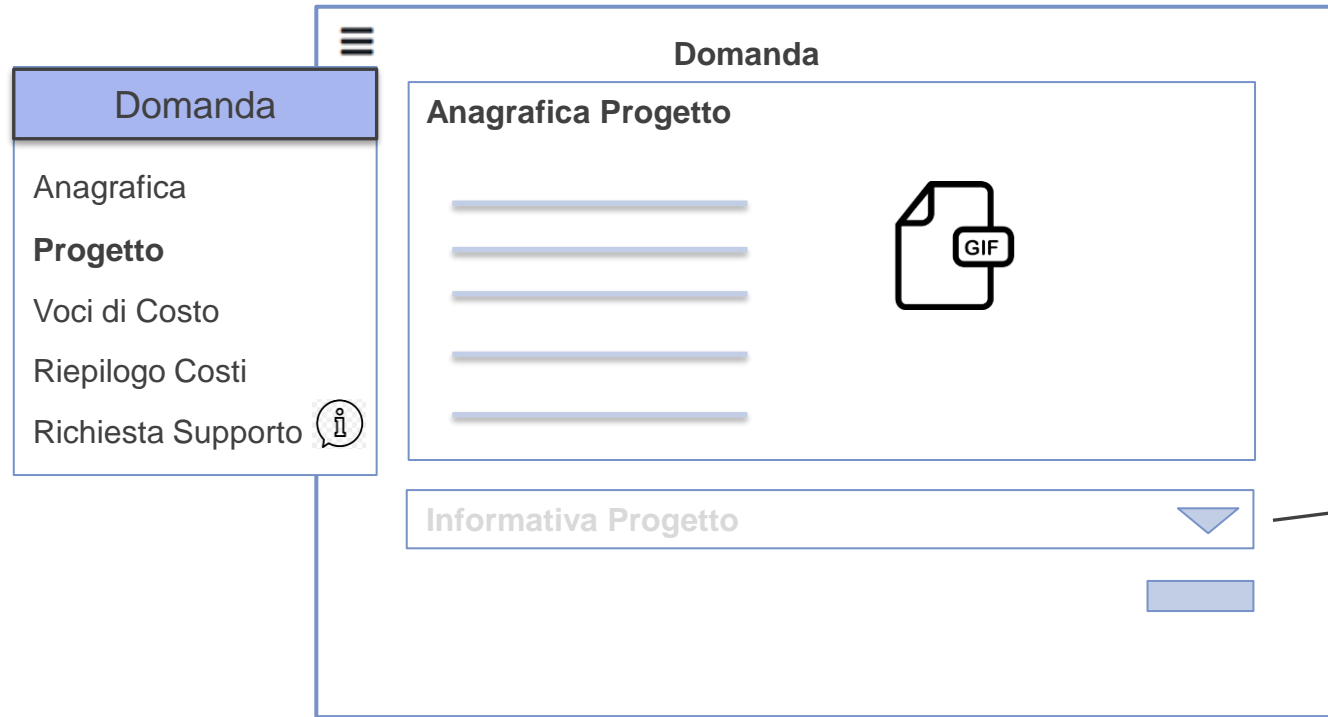 Domanda
Anagrafica
Progetto
Voci di Costo
Riepilogo Costi
Richiesta Supporto
Domanda
Anagrafica Progetto
GIF
Informativa Progetto